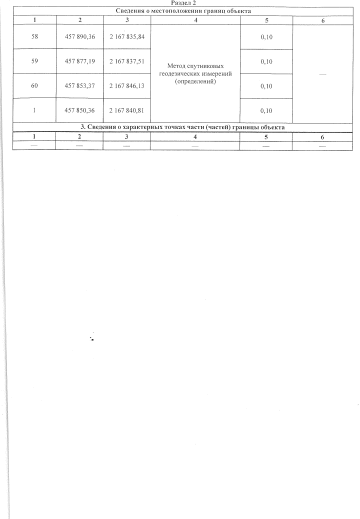 Раздел 2
Сведения о местоположении границ объекта
1 2 3 4 5 6
58 457 890,36 2 167 835,84 0,10
59 457 877,19 2 167 837,51 0,10
Метод спутниковых
геодезических измерений
(определений)
—
60 457 853,37 2 167 846,13 0,10
1 457 850,36 2 167 840,81 0,10
3. Сведения о характерных точках части (частей) границы объекта
1 2 3 4 5 6
— — — — — —